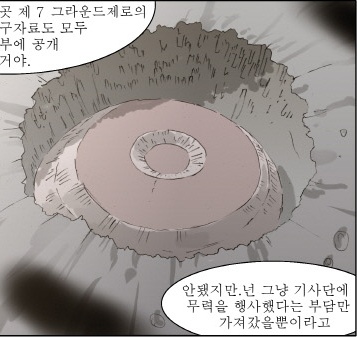 곳 제 7 그라운드제로의
구자료도 모두
부에 공개
거야.
안됐지만.넌 그냥 기사단에
무력을 행사했다는 부담만
가져갔을뿐이라고